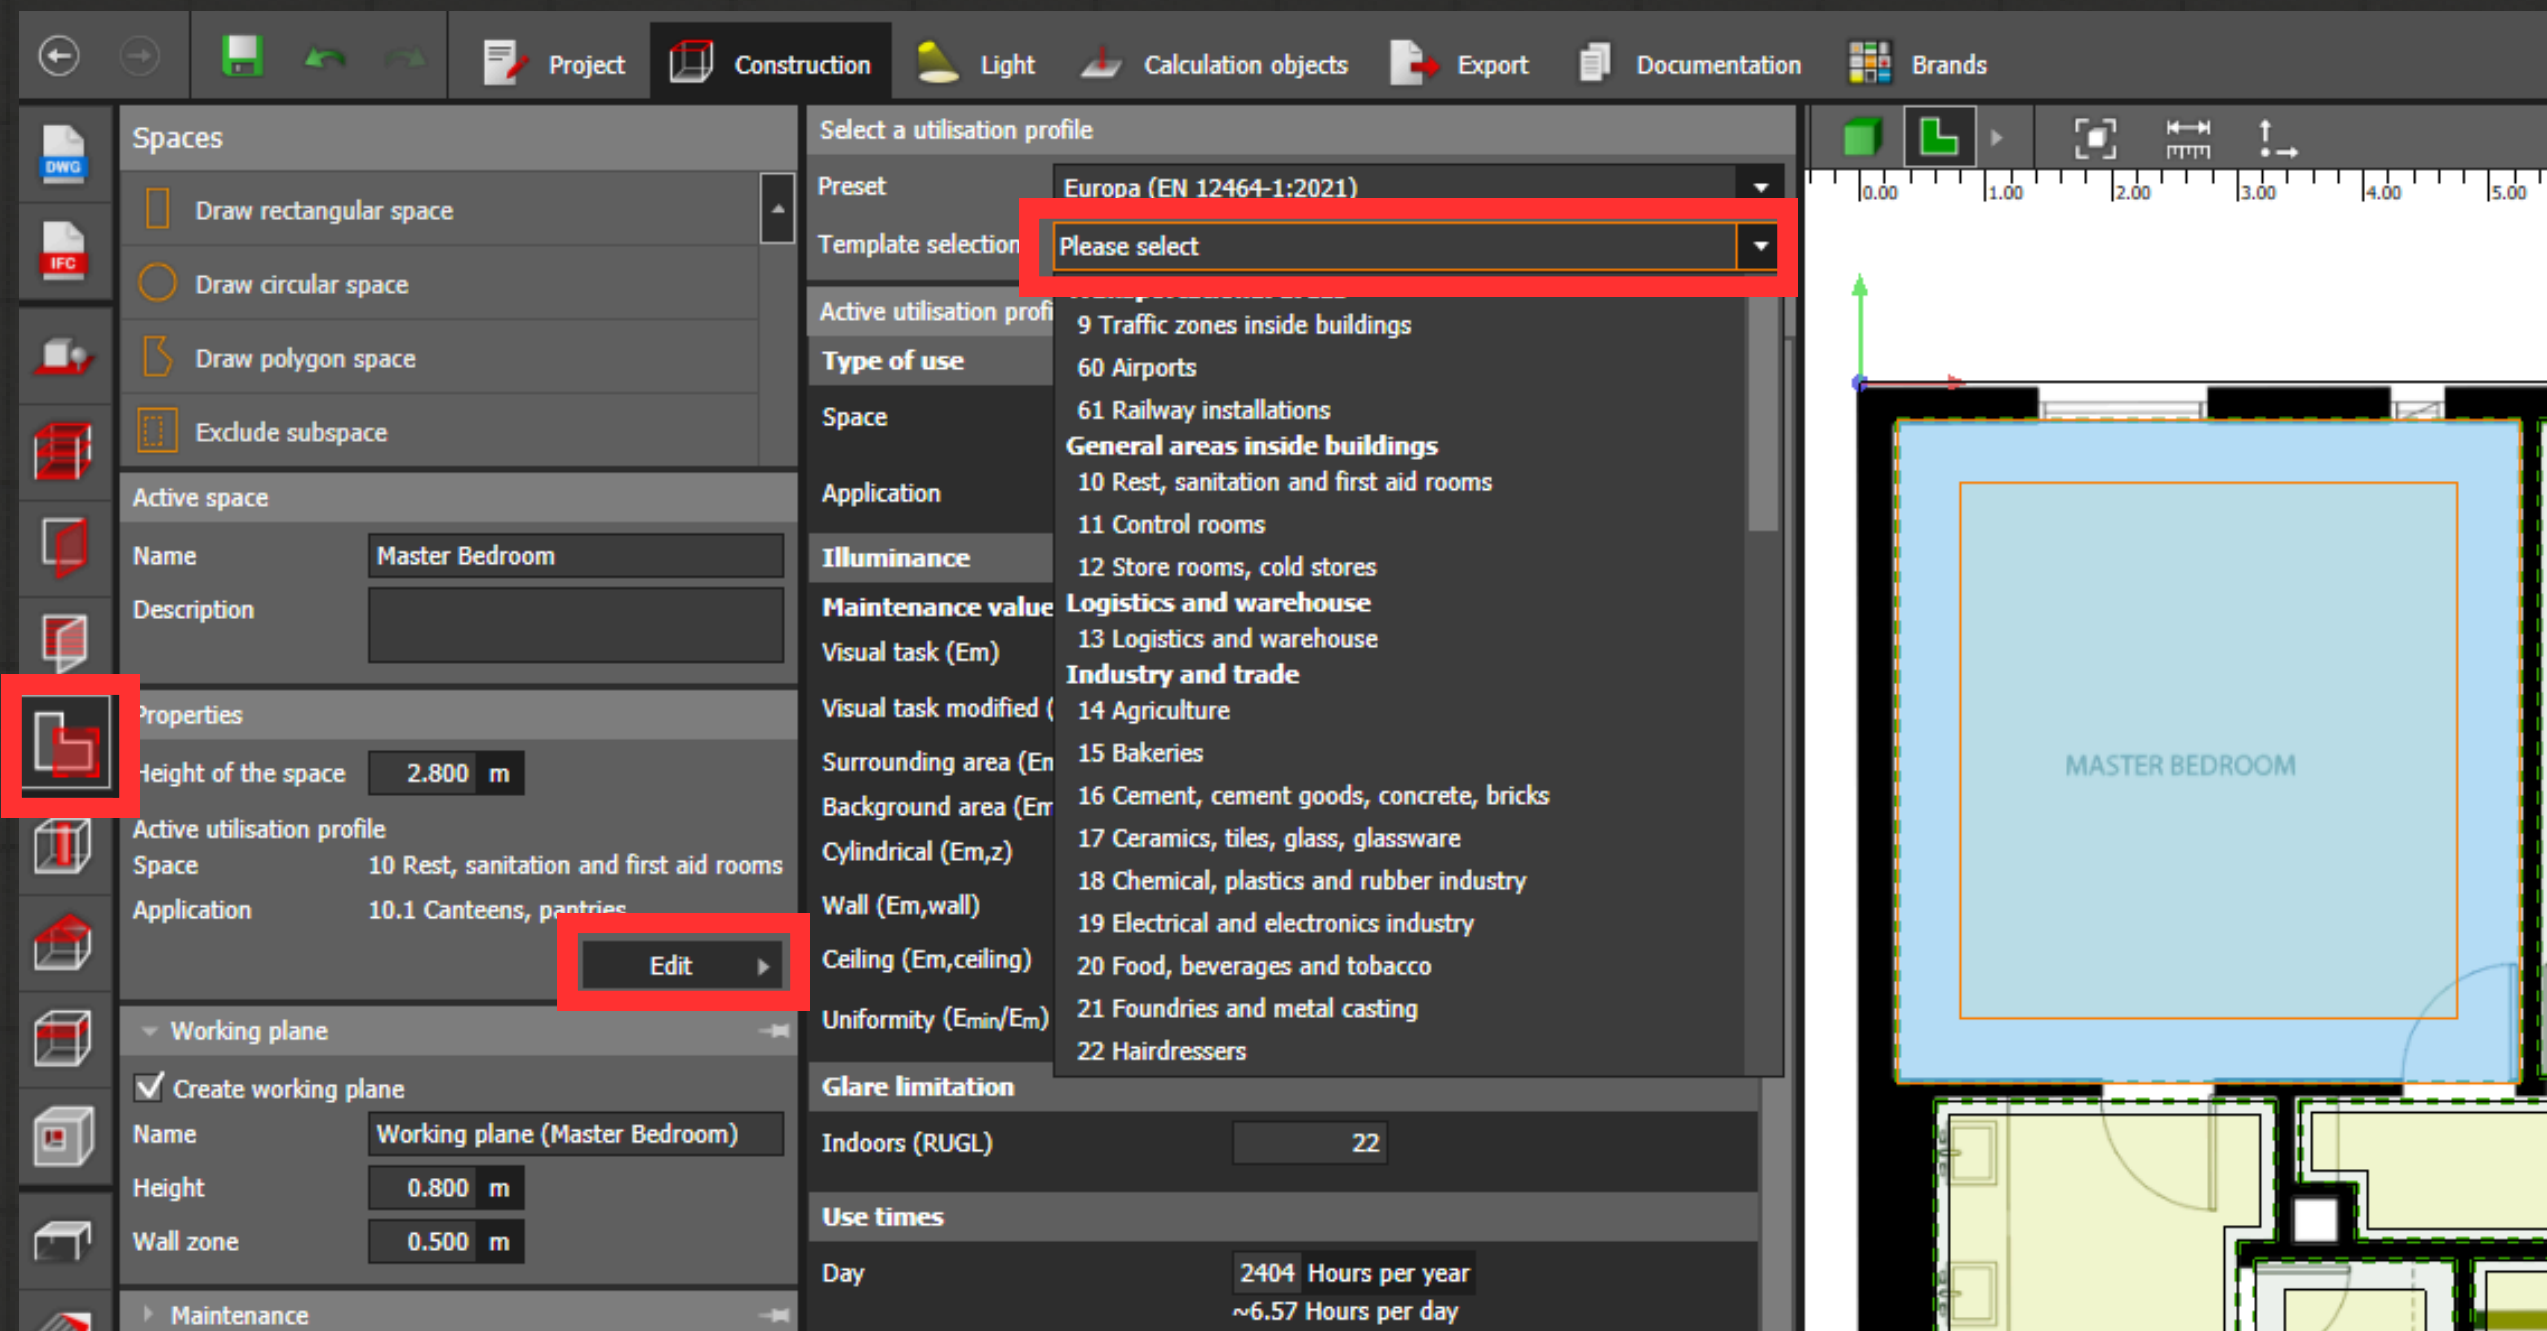 Project
Construction
Light
Calculation objects
Export
Documentation
Brands
DWG
IFC
Spaces
Draw rectangular space
Draw circular space
Draw polygon space
Exclude subspace
Active space
Name
Master Bedroom
Description
Properties
Height of the space
2.800 m
Active utilisation profile
Space
10 Rest, sanitation and first aid rooms
Application
10.1 Canteens, pantries
Edit
Working plane
Create working plane
Name
Working plane (Master Bedroom)
Height
0.800 m
Wall zone
0.500 m
Maintenance
Select a utilisation profile
Preset
Europa (EN 12464-1:2021)
Template selection
Please select
Active utilisation profi
Type of use
Space
Application
Illuminance
Maintenance value
Visual task (Em)
Visual task modified (
Surrounding area (En
Background area (Em
Cylindrical (Em,z)
Wall (Em,wall)
Ceiling (Em,ceiling)
Uniformity (Emin/Em)
9 Traffic zones inside buildings
60 Airports
61 Railway installations
General areas inside buildings
10 Rest, sanitation and first aid rooms
11 Control rooms
12 Store rooms, cold stores
Logistics and warehouse
13 Logistics and warehouse
Industry and trade
14 Agriculture
15 Bakeries
16 Cement, cement goods, concrete, bricks
17 Ceramics, tiles, glass, glassware
18 Chemical, plastics and rubber industry
19 Electrical and electronics industry
20 Food, beverages and tobacco
21 Foundries and metal casting
22 Hairdressers
Glare limitation
Indoors (RUGL)
22
Use times
Day
2404 Hours per year
~6.57 Hours per day
0.00
1.00
2.00
3.00
4.00
5.00
MASTER BEDROOM